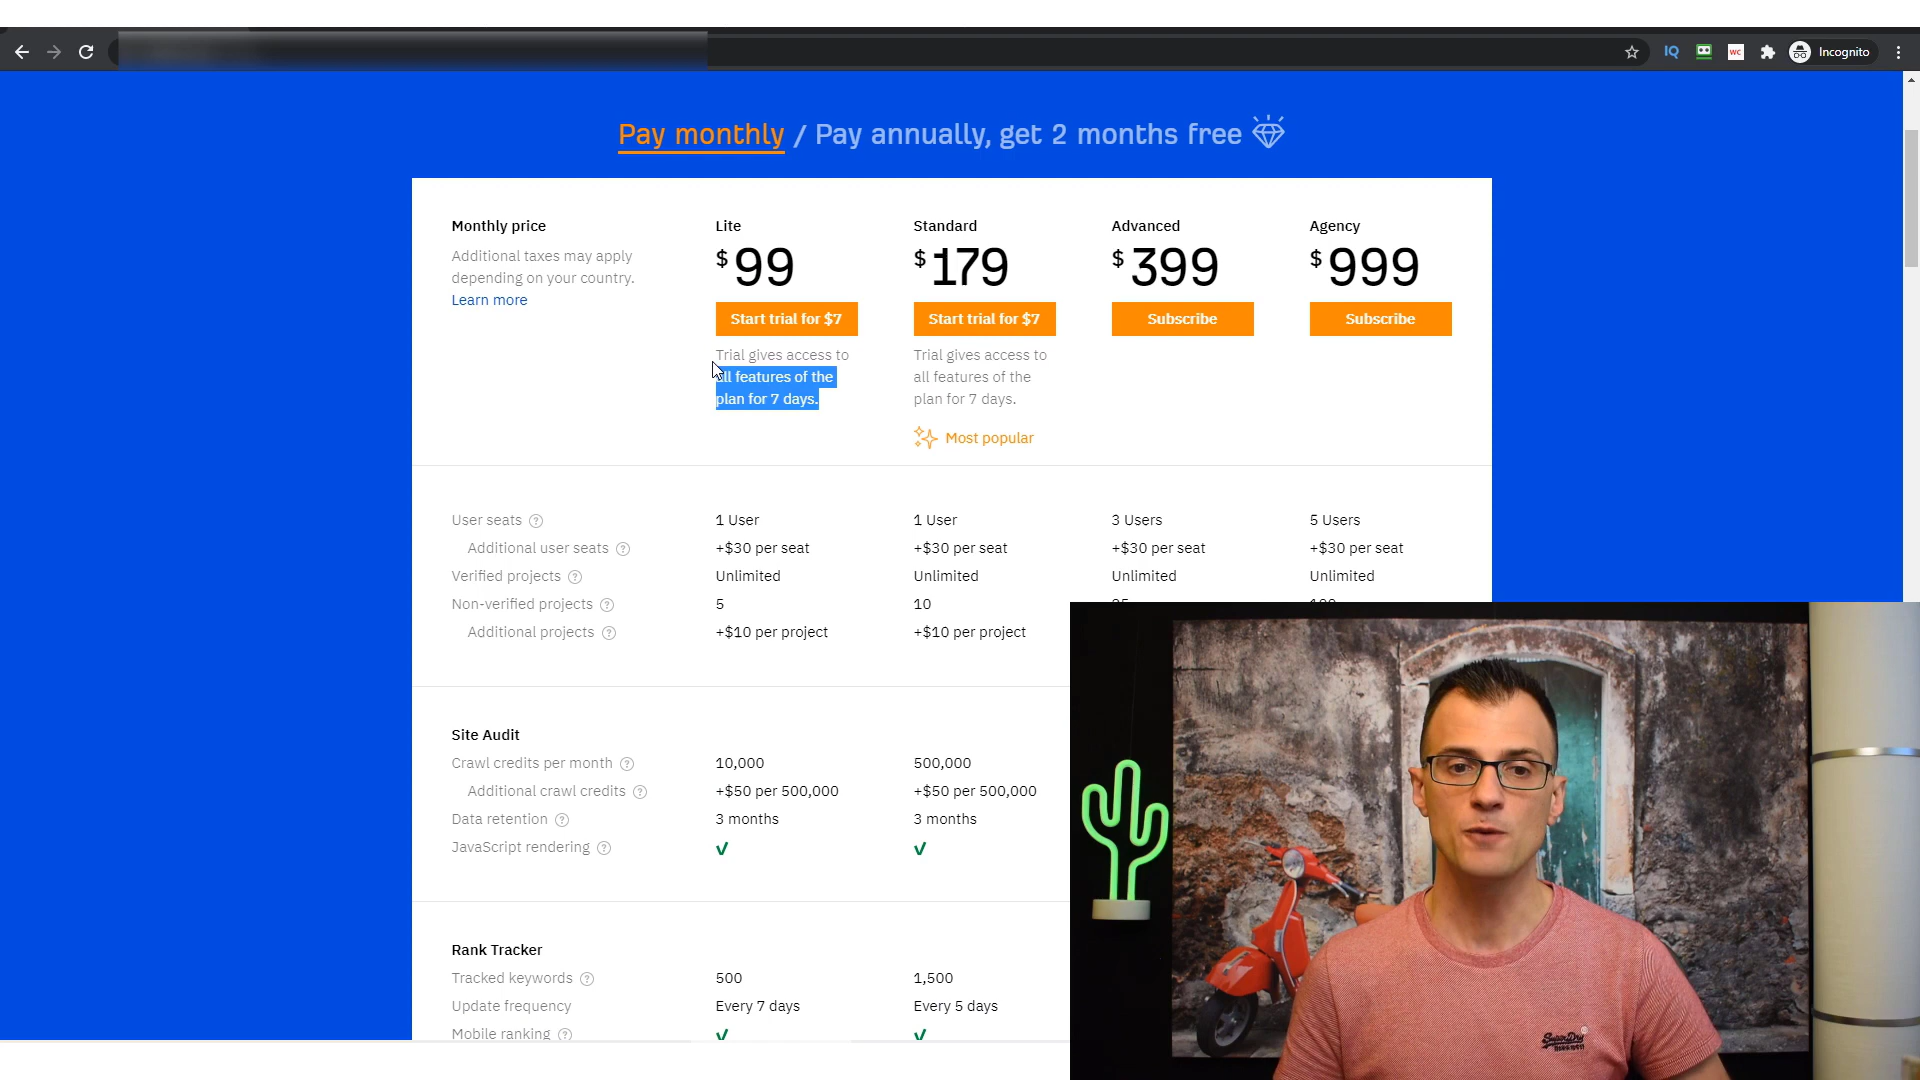 IQ
WC
Incognito
Pay monthly / Pay annually, get 2 months free
Monthly price
Additional taxes may apply
depending on your country.
Learn more
Lite
$99
Start trial for $7
Trial gives access to
all features of the
plan for 7 days.
Standard
$179
Start trial for $7
Trial gives access to
all features of the
plan for 7 days.
Most popular
Advanced
$399
Subscribe
Agency
$999
Subscribe
User seats ? 1 User 1 User 3 Users 5 Users
Additional user seats ? +$30 per seat +$30 per seat +$30 per seat +$30 per seat
Verified projects ? Unlimited Unlimited Unlimited Unlimited
Non-verified projects ? 5 10
Additional projects ? +$10 per project +$10 per project
Site Audit
Crawl credits per month ? 10,000 500,000
Additional crawl credits ? +$50 per 500,000 +$50 per 500,000
Data retention ? 3 months 3 months
JavaScript rendering ?
Rank Tracker
Tracked keywords ? 500 1,500
Update frequency Every 7 days Every 5 days
Mobile ranking ?